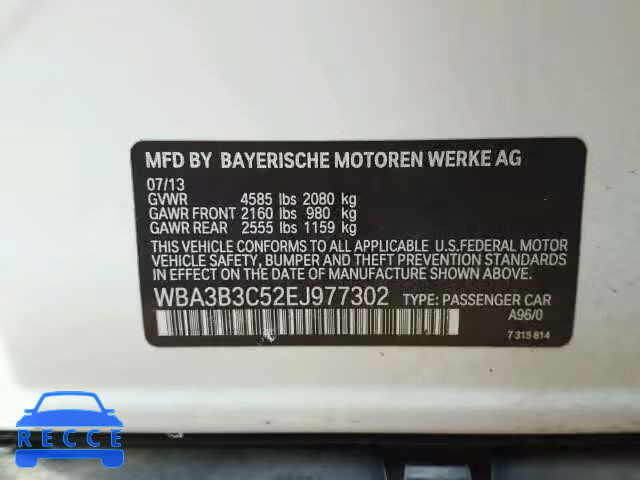 MFD BY BAYERISCHE MOTOREN WERKE AG
07/13
GVWR 4585 lbs 2080 kg
GAWR FRONT 2160 lbs 980 kg
GAWR REAR 2555 lbs 1159 kg
THIS VEHICLE CONFORMS TO ALL APPLICABLE U.S.FEDERAL MOTOR
VEHICLE SAFETY, BUMPER AND THEFT PREVENTION STANDARDS
IN EFFECT ON THE DATE OF MANUFACTURE SHOWN ABOVE.
WBA3B3C52EJ977302 TYPE: PASSENGER CAR
A96/0
7 315 614
RECCE